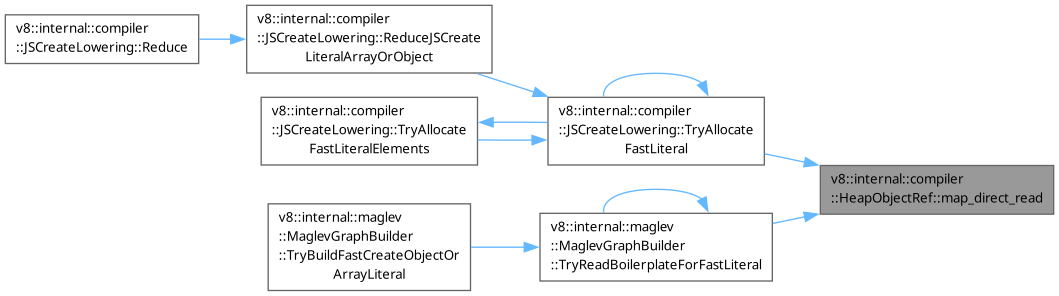 v8::internal::compiler
::JSCreateLowering::Reduce
v8::internal::compiler
::JSCreateLowering::ReduceJSCreate
LiteralArrayOrObject
v8::internal::compiler
::JSCreateLowering::TryAllocate
FastLiteralElements
v8::internal::compiler
::JSCreateLowering::TryAllocate
FastLiteral
v8::internal::compiler
::HeapObjectRef::map_direct_read
v8::internal::maglev
::MaglevGraphBuilder
::TryBuildFastCreateObjectOr
ArrayLiteral
v8::internal::maglev
::MaglevGraphBuilder
::TryReadBoilerplateForFastLiteral